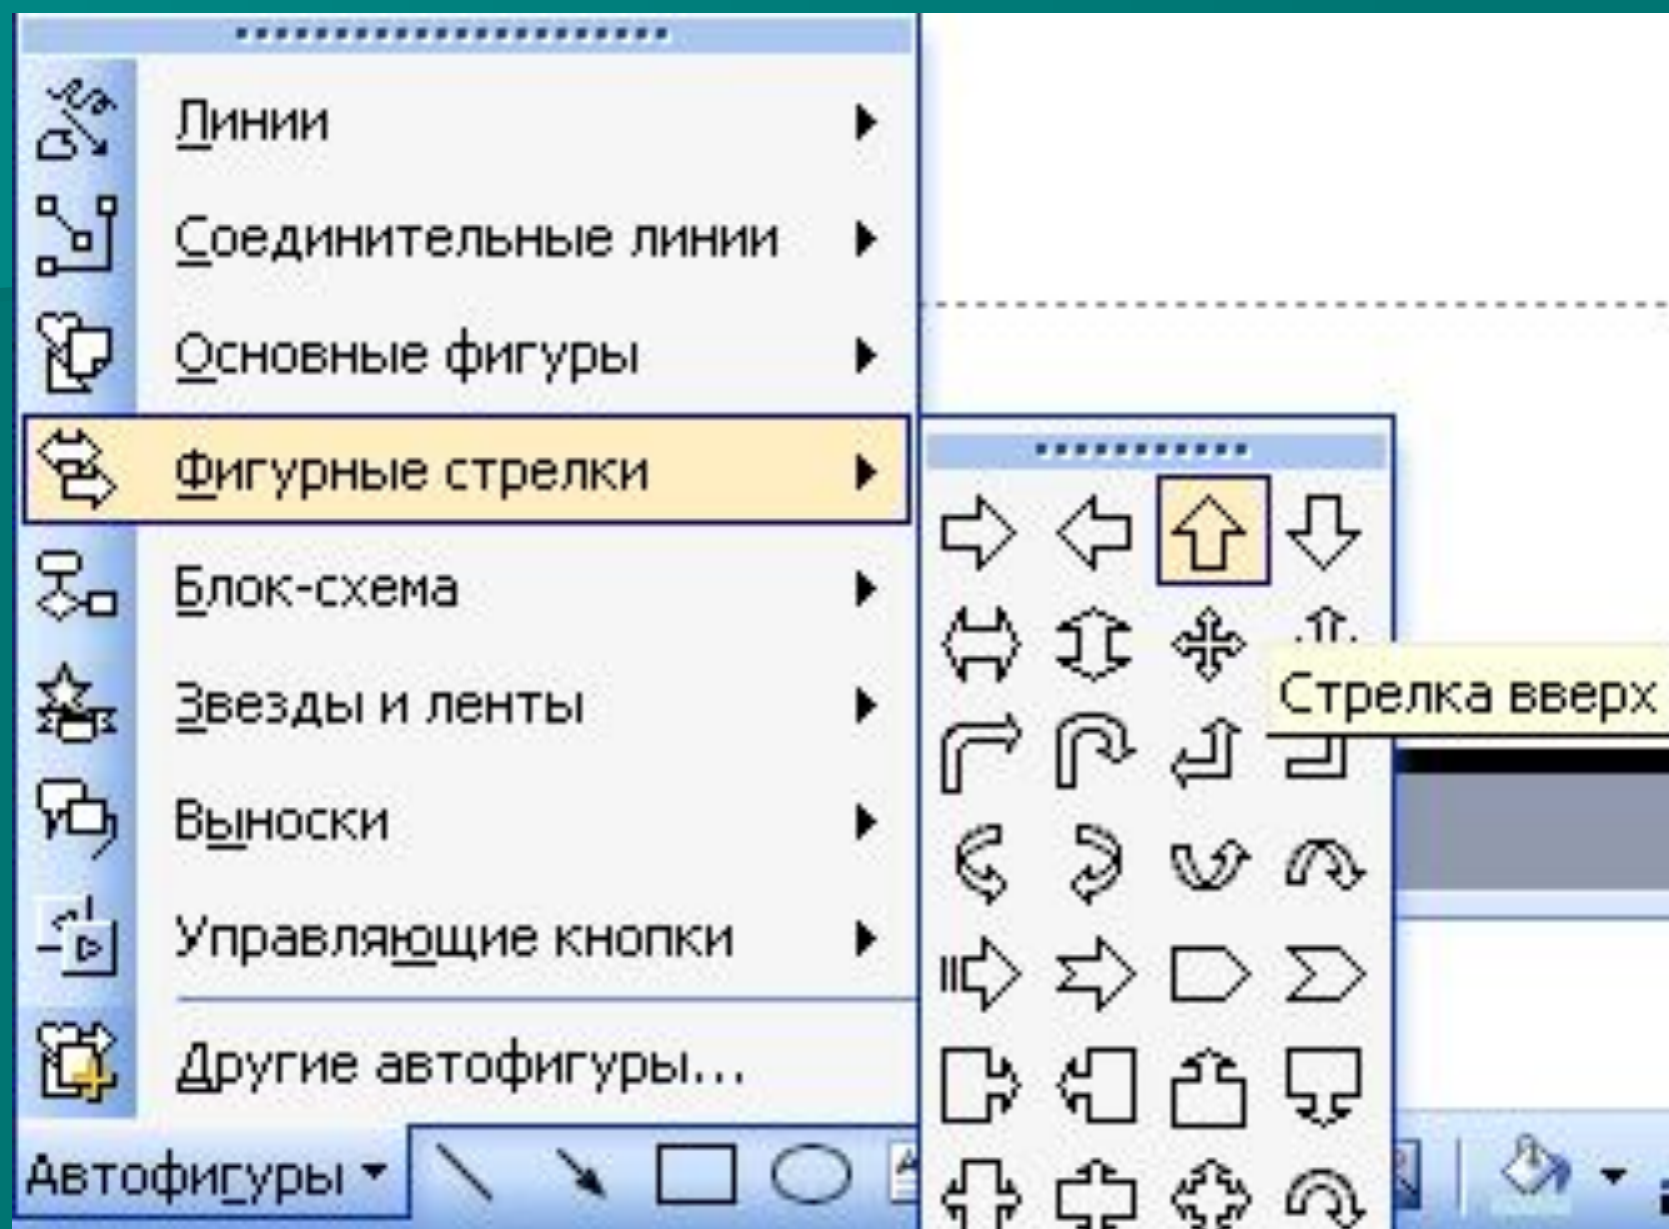 Линии
Соединительные линии
Основные фигуры
Фигурные стрелки
Блок-схема
Звезды и ленты
Выноски
Управляющие кнопки
Другие автофигуры...
Автофигуры
Стрелка вверх